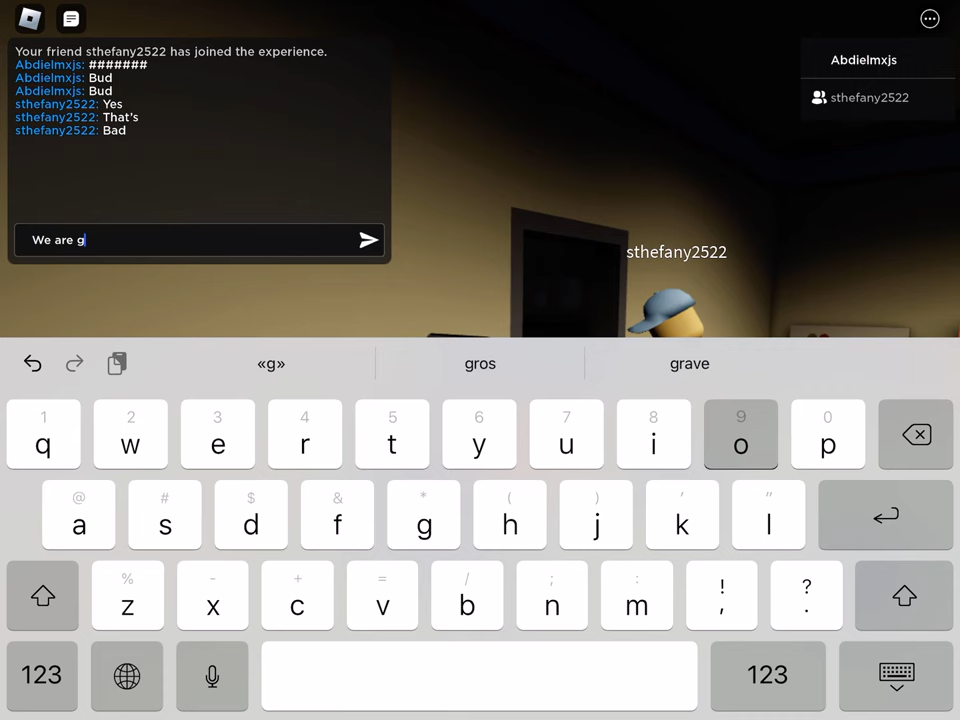 Your friend sthefany2522 has joined the experience.
Abdielmxjs: #######
Abdielmxjs: Bud
Abdielmxjs: Bud
sthefany2522: Yes
sthefany2522: That's
sthefany2522: Bad
We are g
Abdielmxjs
sthefany2522
sthefany2522
«g» gros grave
1 2 3 4 5 6 7 8 9 0
q w e r t y u i o p
@ # $ & * ( ) ' "
a s d f g h j k l
% - + = / ; : ! ?
z x c v b n m , .
123 123